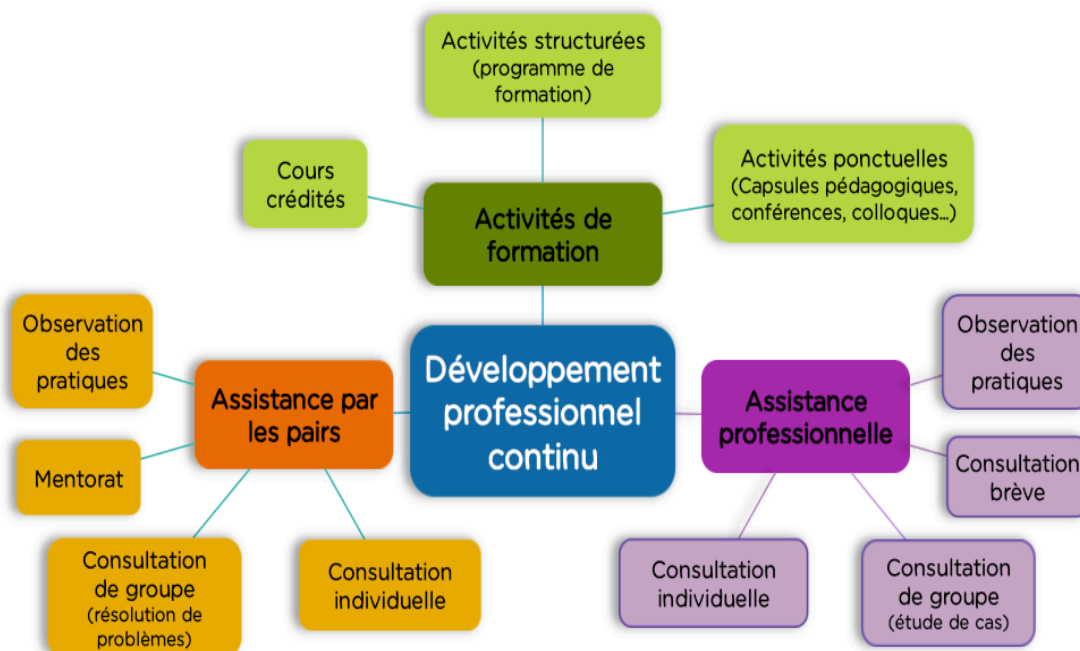 Activités structurées
(programme de
formation)
Cours
crédités
Activités ponctuelles
(Capsules pédagogiques,
conférences, colloques...)
Activités de
formation
Observation
des
pratiques
Assistance par
les pairs
Mentorat
Consultation
de groupe
(résolution de
problèmes)
Consultation
individuelle
Développement
professionnel
continu
Assistance
professionnelle
Observation
des
pratiques
Consultation
brève
Consultation
individuelle
Consultation
de groupe
(étude de cas)